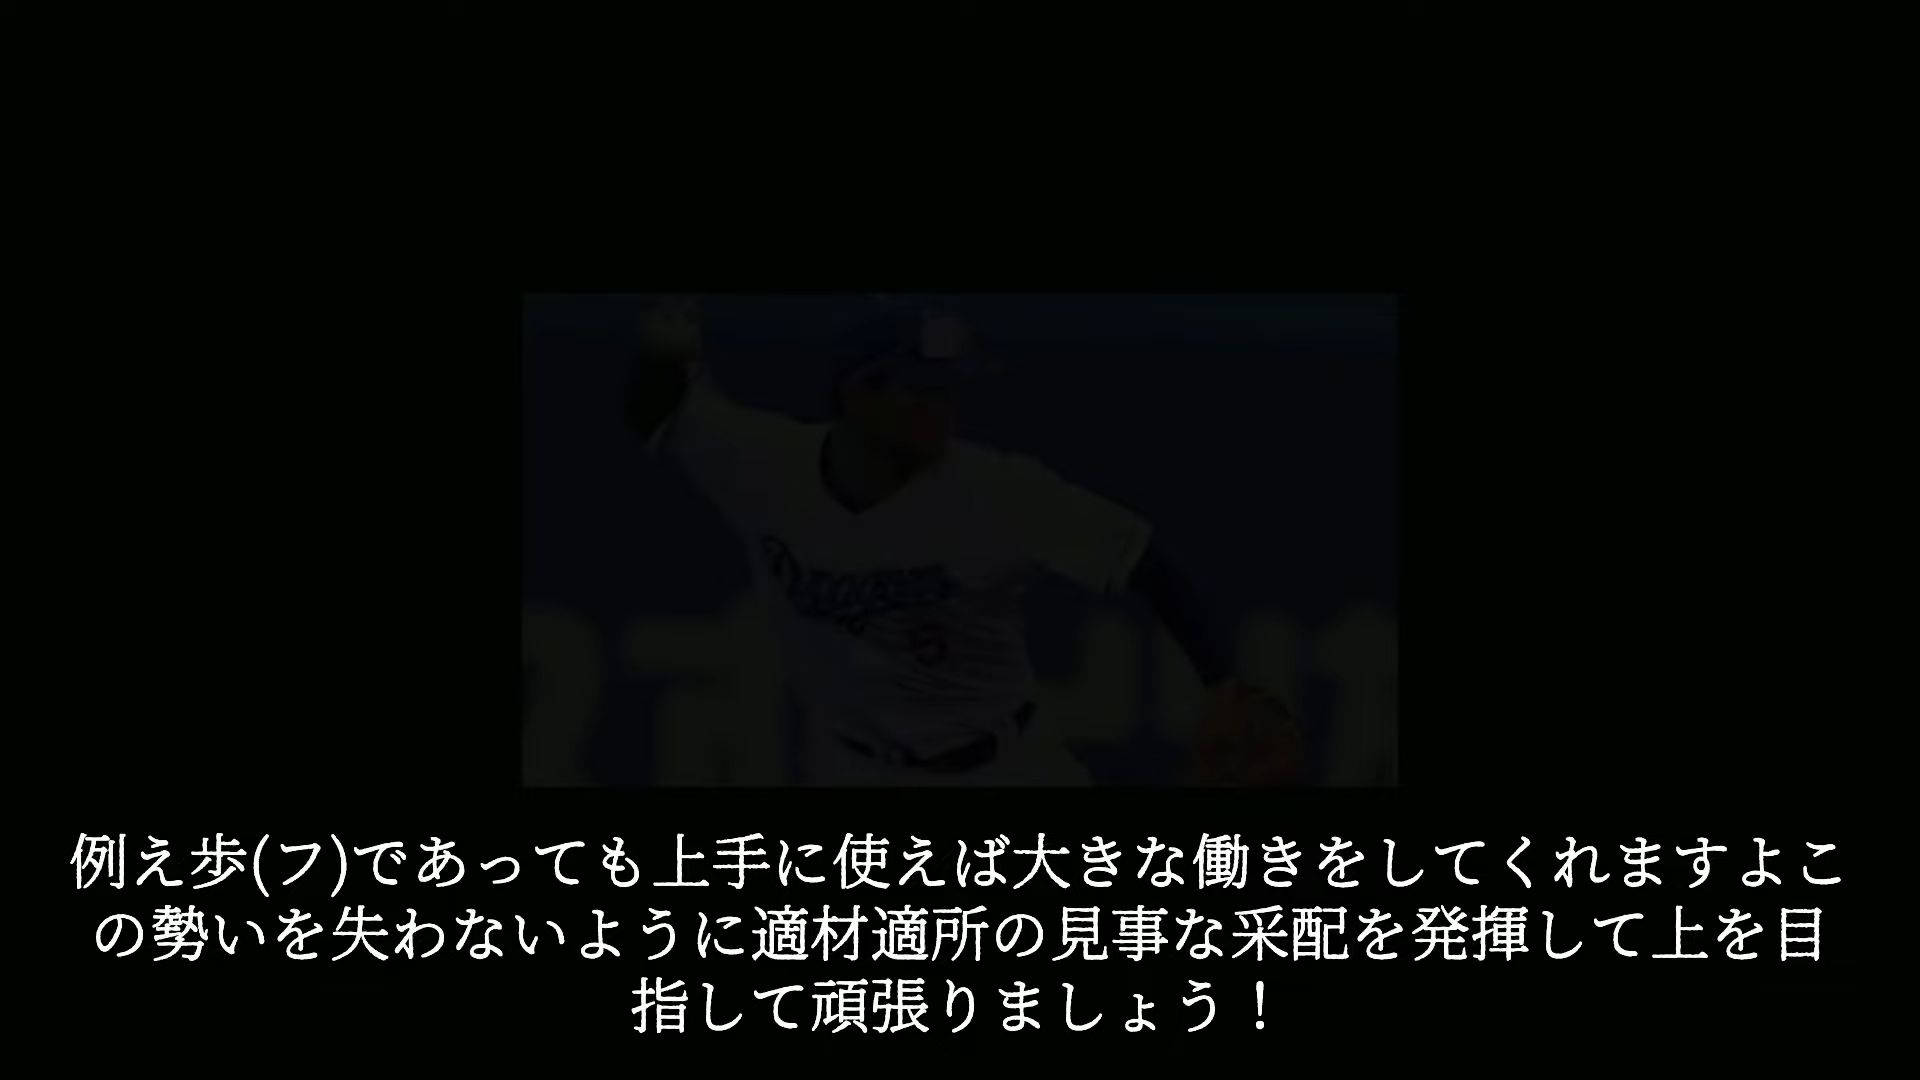 例え歩(フ)であっても上手に使えば大きな働きをしてくれますよこ
の勢いを失わないように適材適所の見事な采配を発揮して上を目
指して頑張りましょう！
Dragons
5